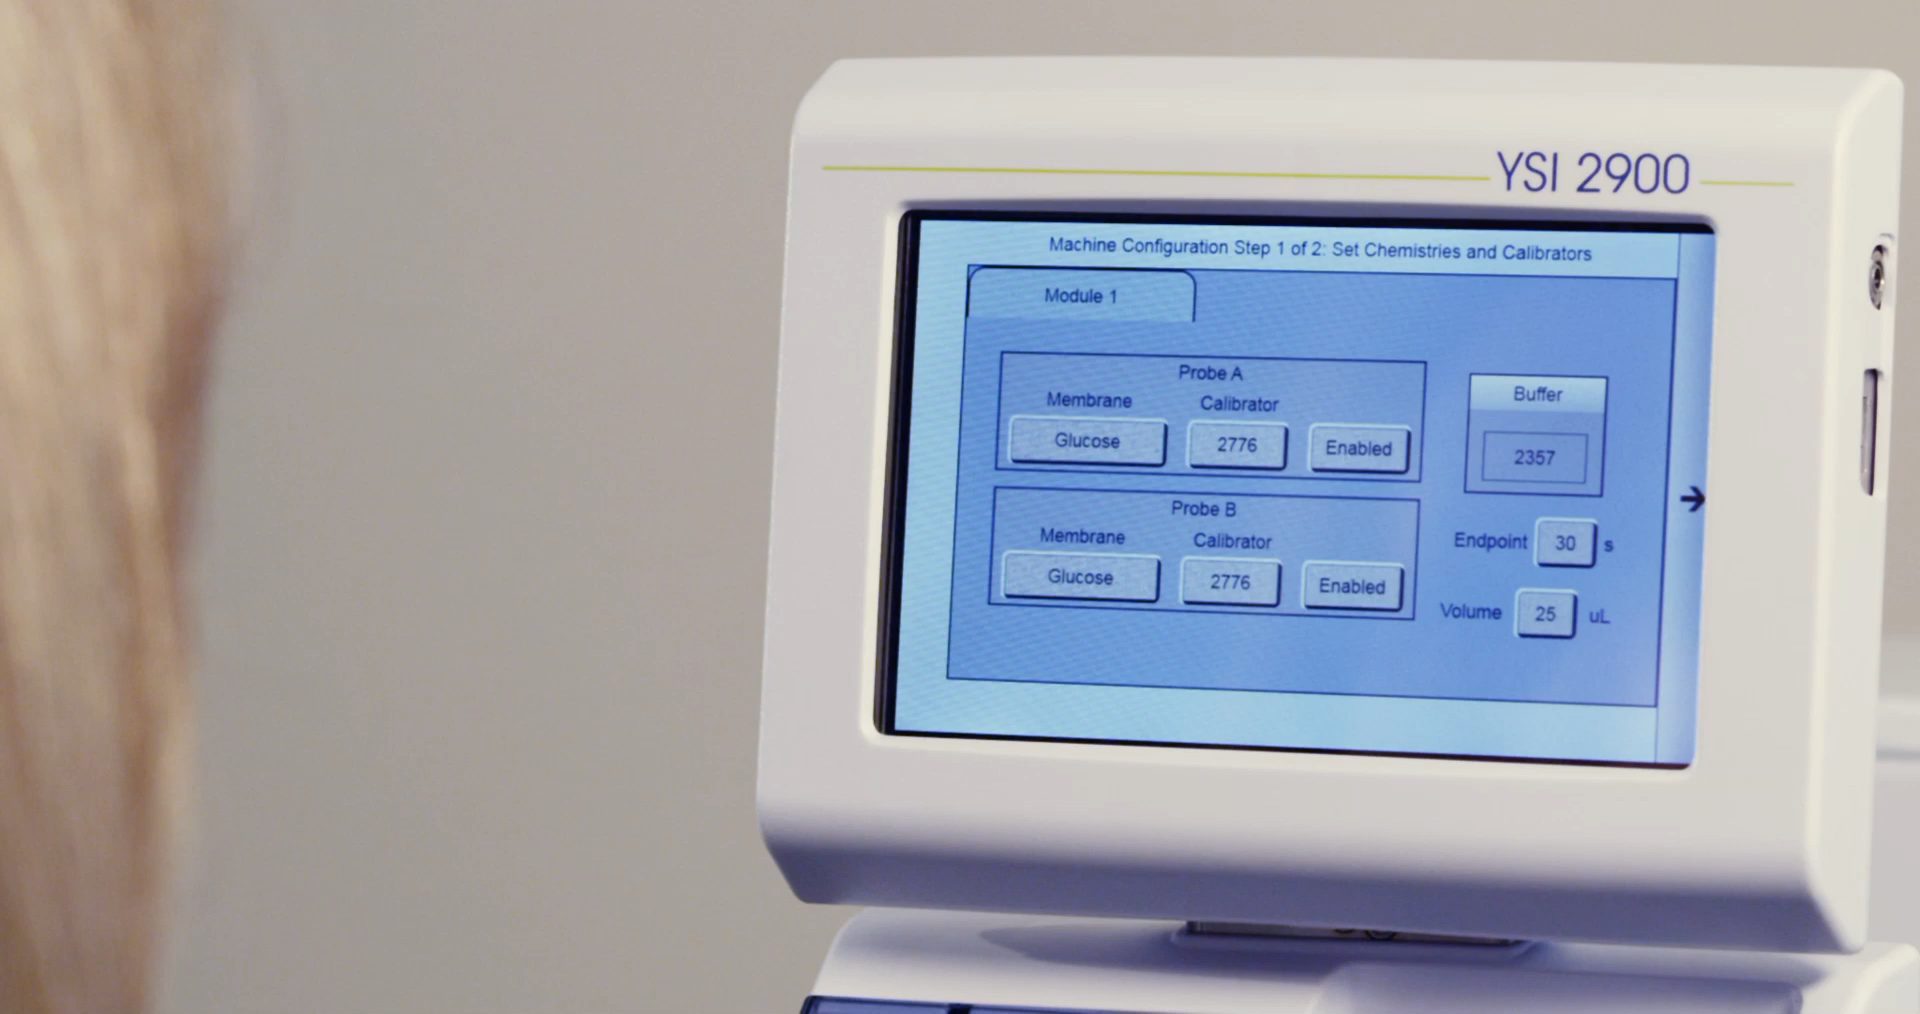 YSI 2900
Machine Configuration Step 1 of 2: Set Chemistries and Calibrators
Module 1
Probe A
Membrane Calibrator
Glucose 2776 Enabled
Probe B
Membrane Calibrator
Glucose 2776 Enabled
Buffer
2357
Endpoint 30 s
Volume 25 uL